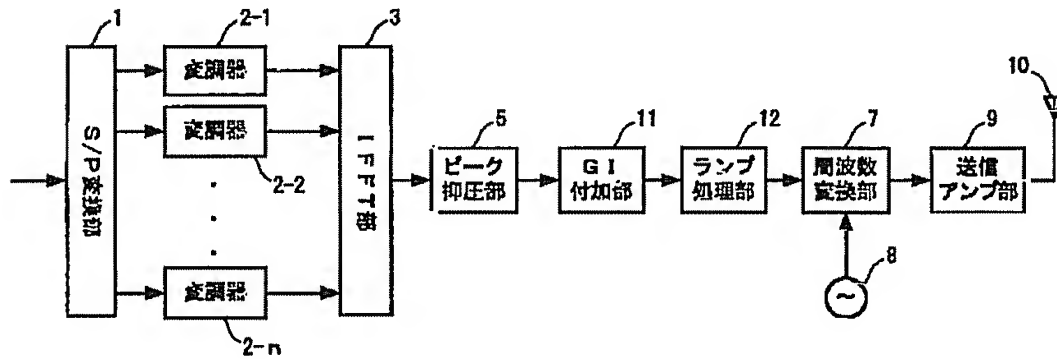 1
2-1
3
変調器
変調器
2-2
変調器
2-n
S/P変換部
IFFT部
5
ピーク
抑圧部
11
GI
付加部
12
ランプ
処理部
7
周波数
変換部
8
~
9
送信
アンプ部
10